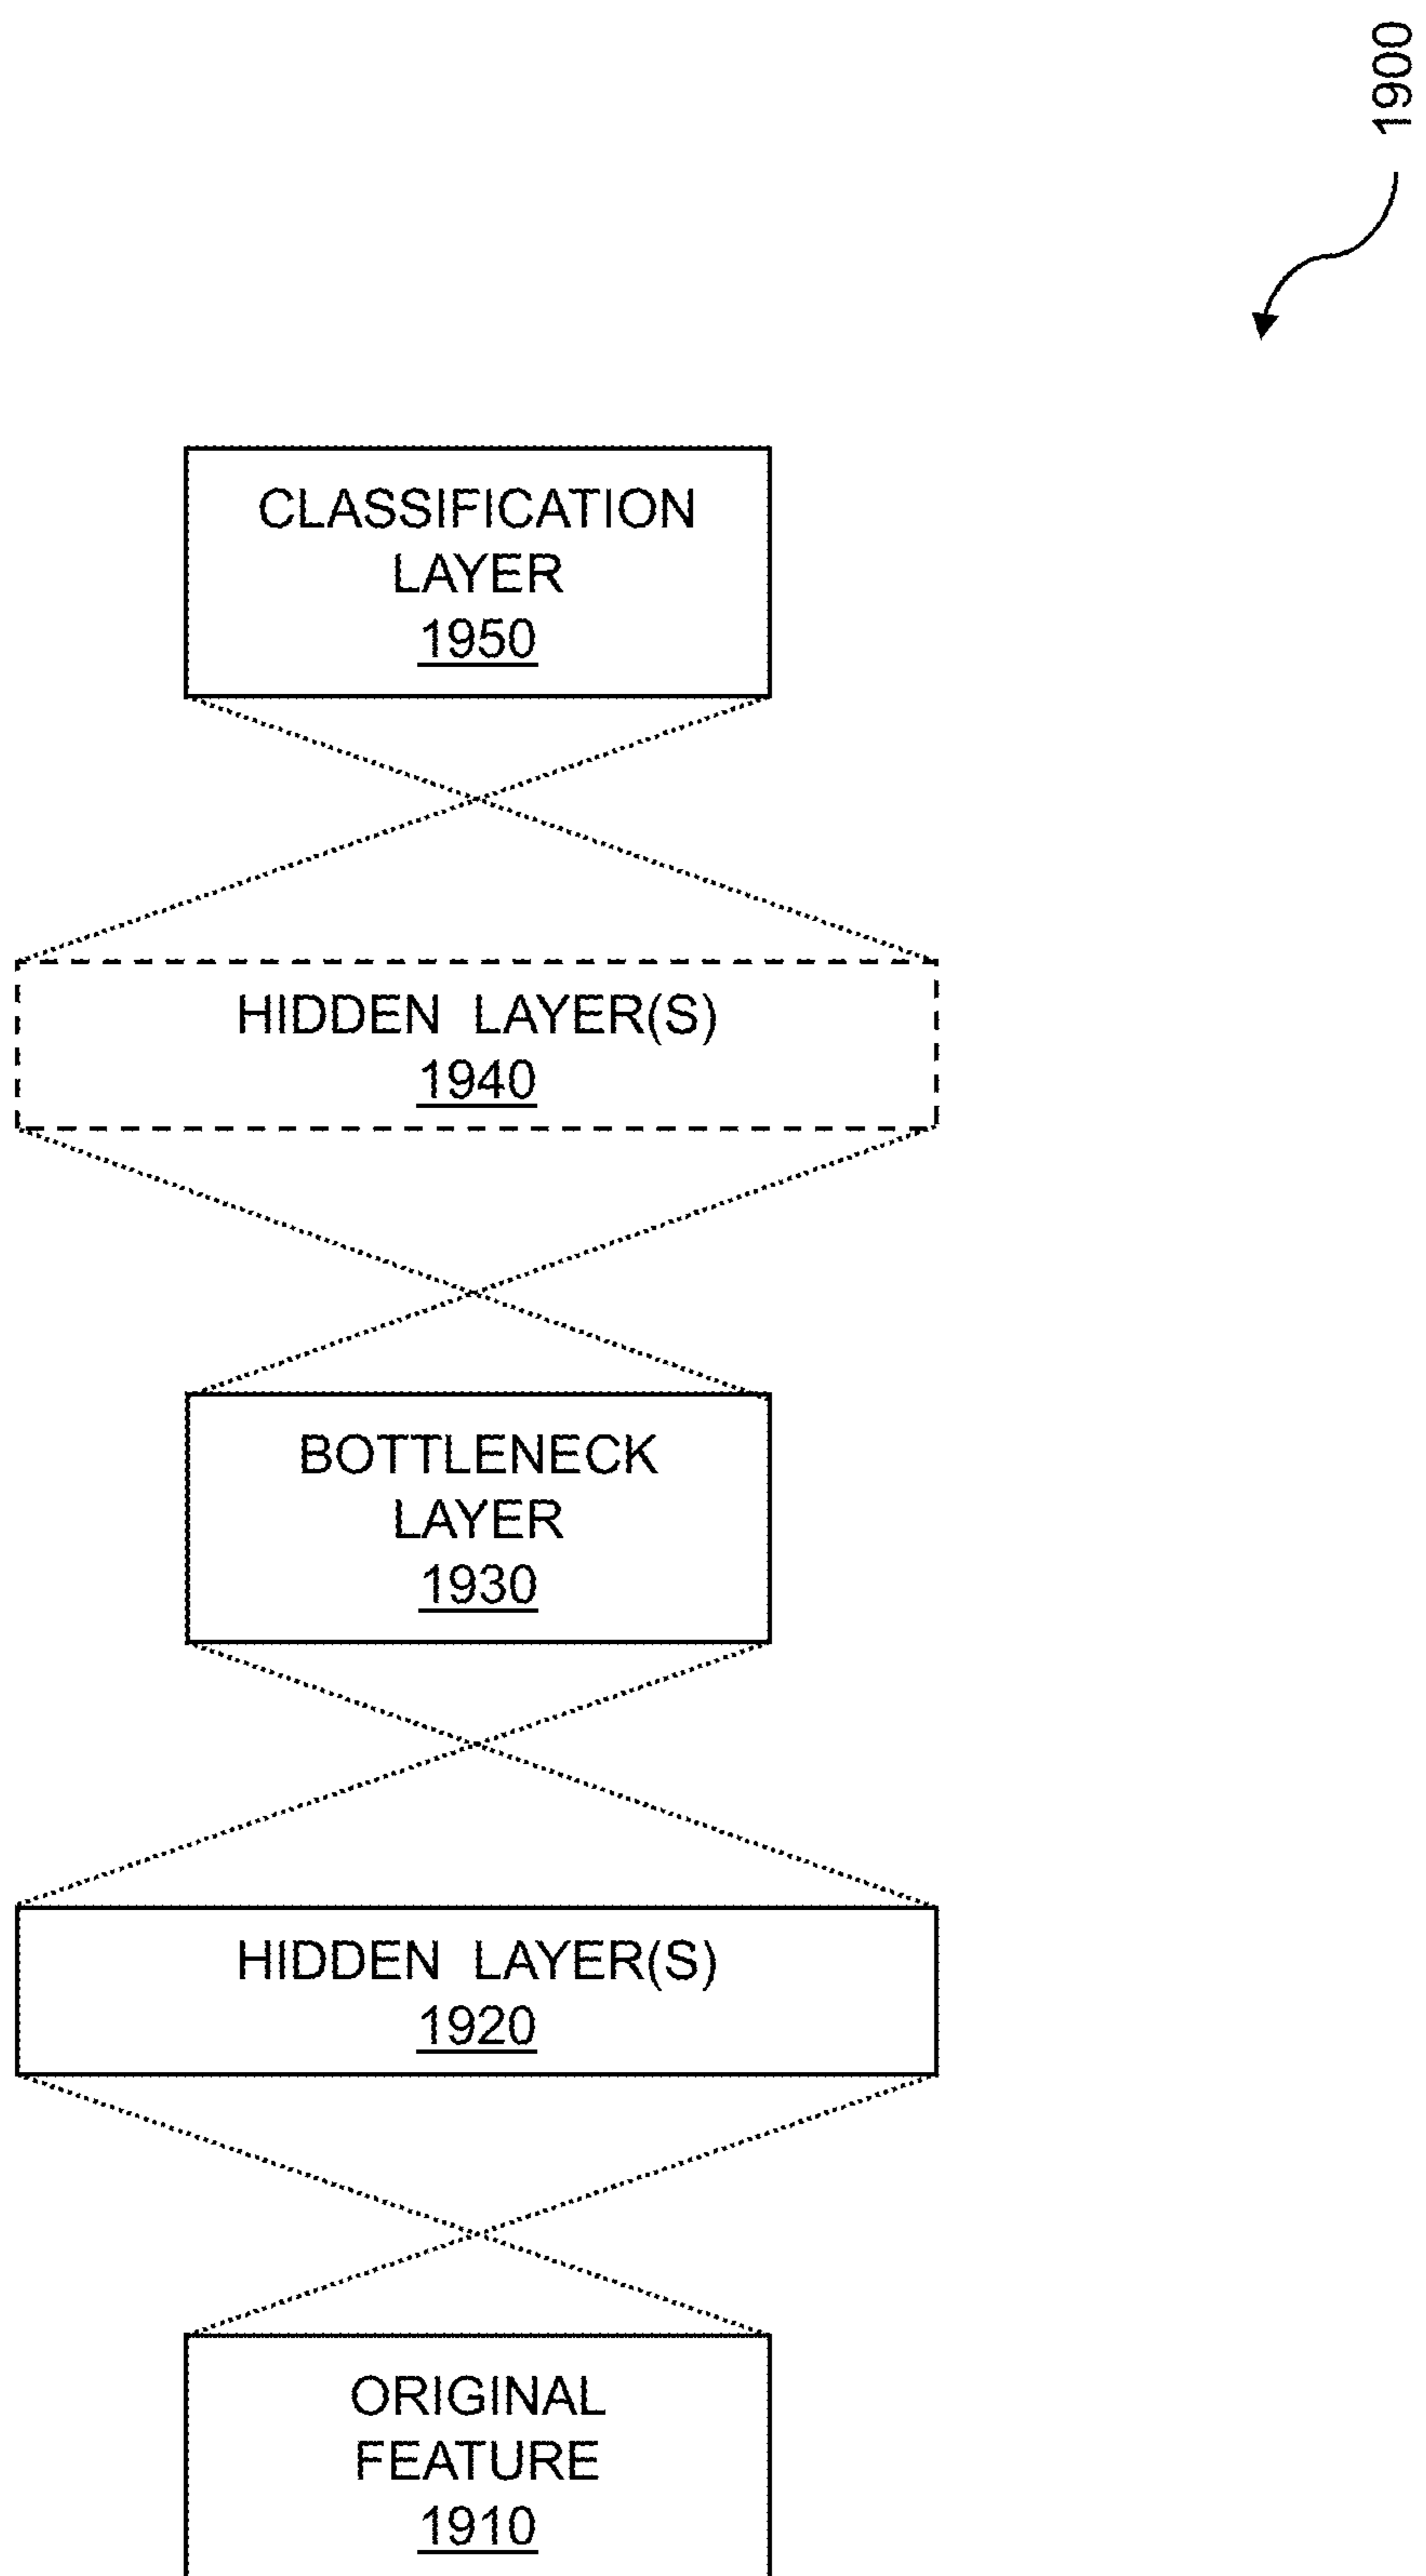 1900
CLASSIFICATION
LAYER
1950
HIDDEN LAYER(S)
1940
BOTTLENECK
LAYER
1930
HIDDEN LAYER(S)
1920
ORIGINAL
FEATURE
1910